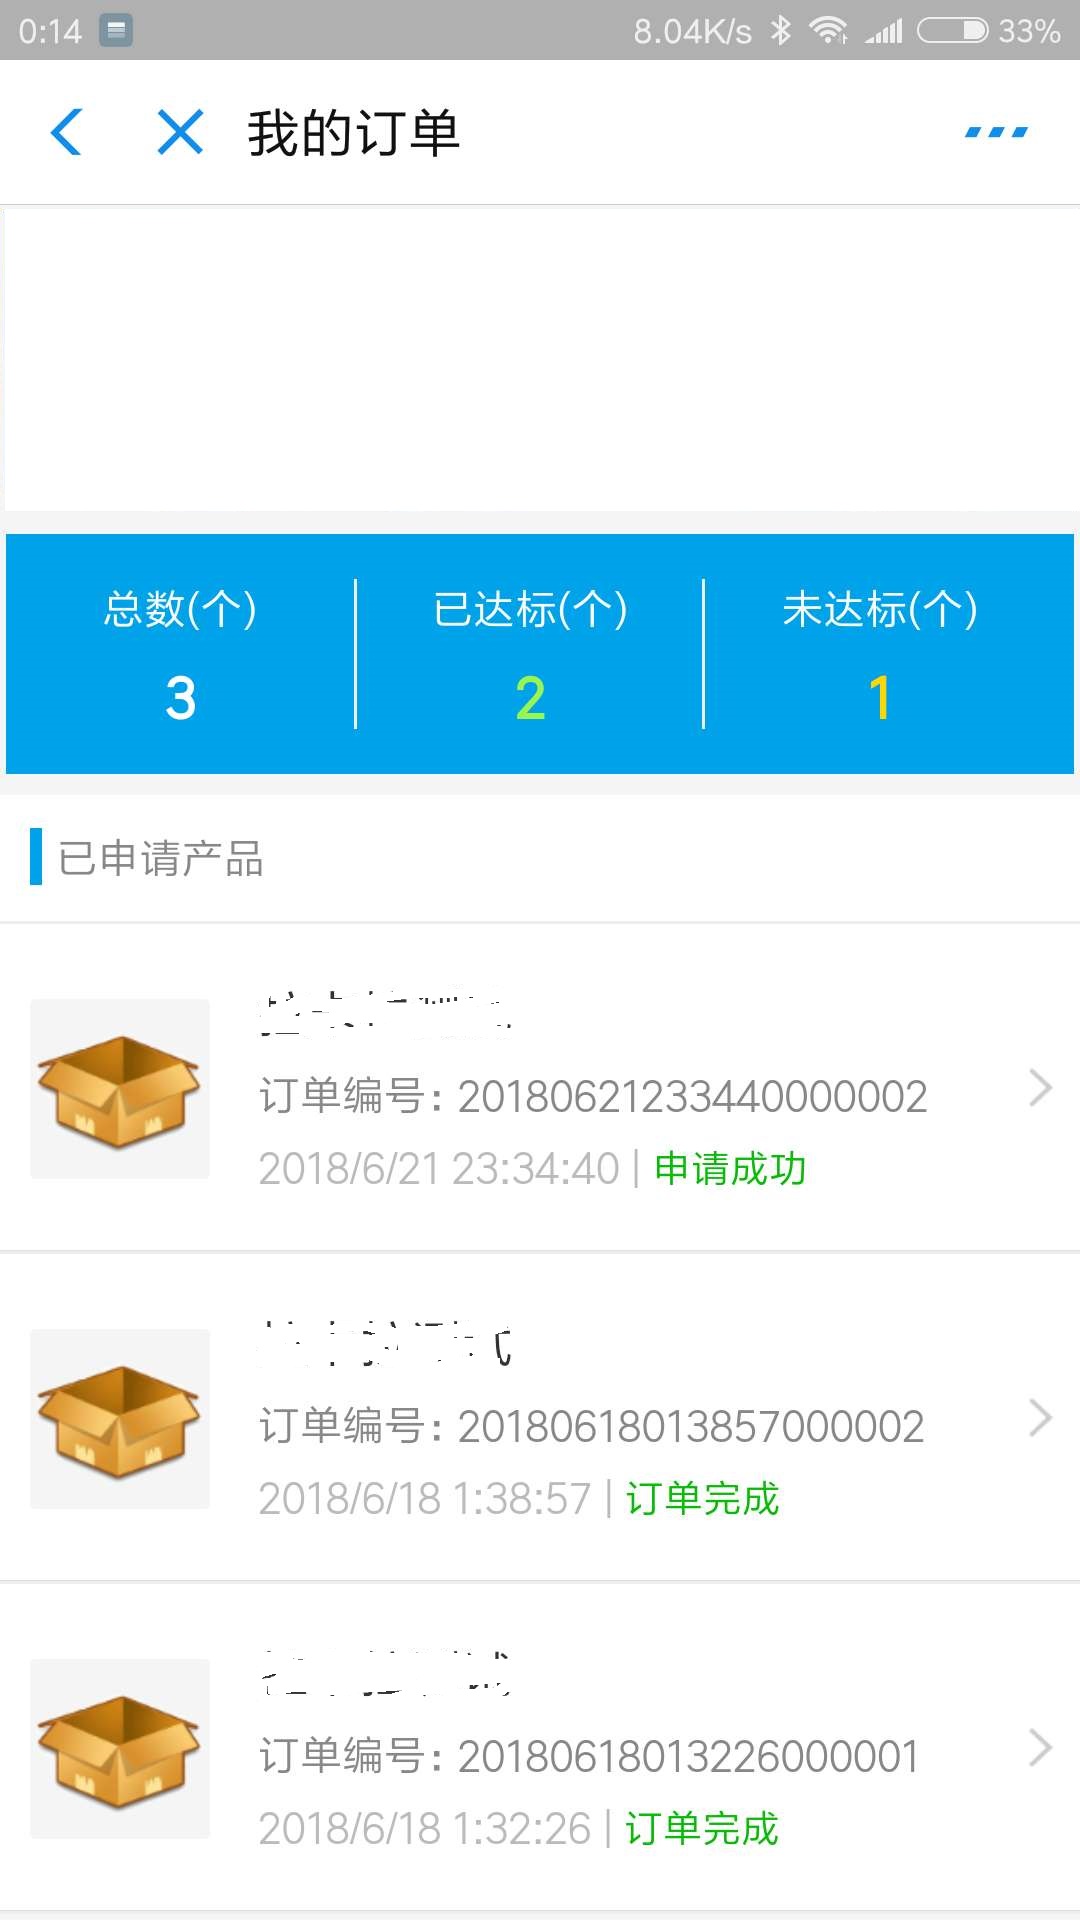 0:14 8.04K/s 33%
我的订单
总数(个) 已达标(个) 未达标(个)
3 2 1
已申请产品
订单编号: 20180621233440000002
2018/6/21 23:34:40 | 申请成功
订单编号: 20180618013857000002
2018/6/18 1:38:57 | 订单完成
订单编号: 20180618013226000001
2018/6/18 1:32:26 | 订单完成